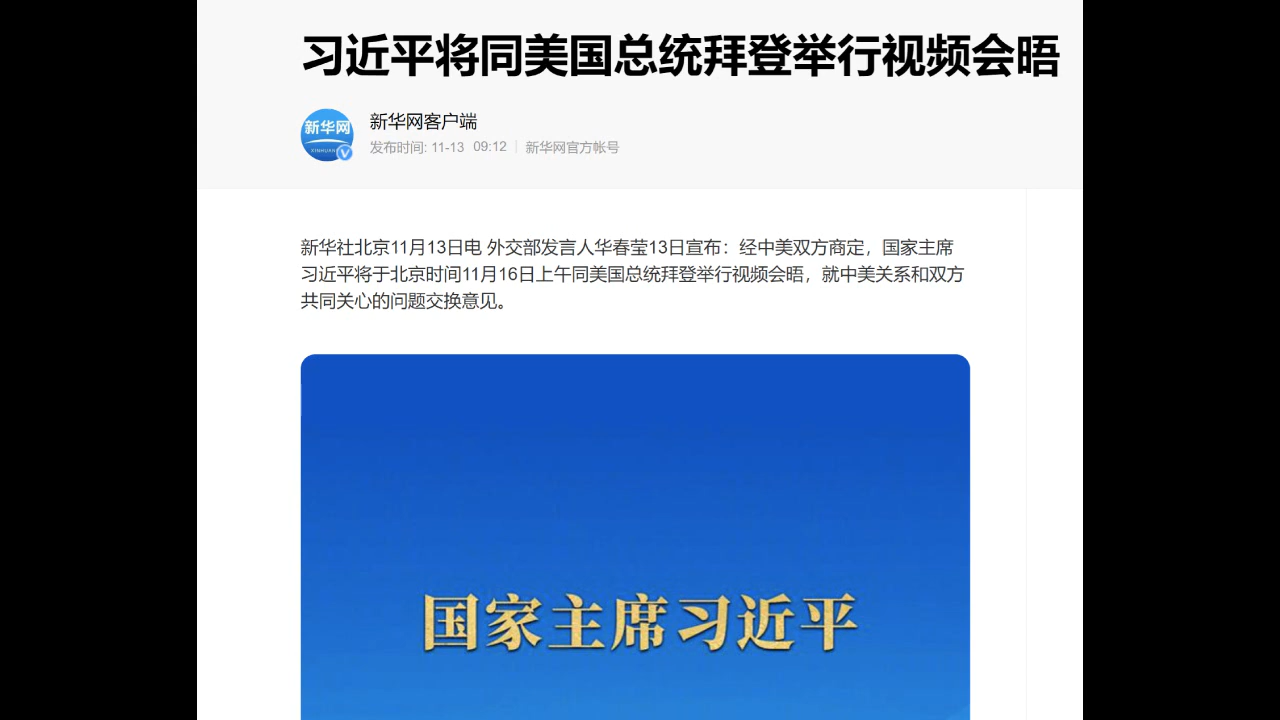 习近平将同美国总统拜登举行视频会晤
新华网
XINHUANET
新华网客户端
发布时间: 11-13 09:12 新华网官方帐号
新华社北京11月13日电 外交部发言人华春莹13日宣布：经中美双方商定，国家主席
习近平将于北京时间11月16日上午同美国总统拜登举行视频会晤，就中美关系和双方
共同关心的问题交换意见。
国家主席习近平